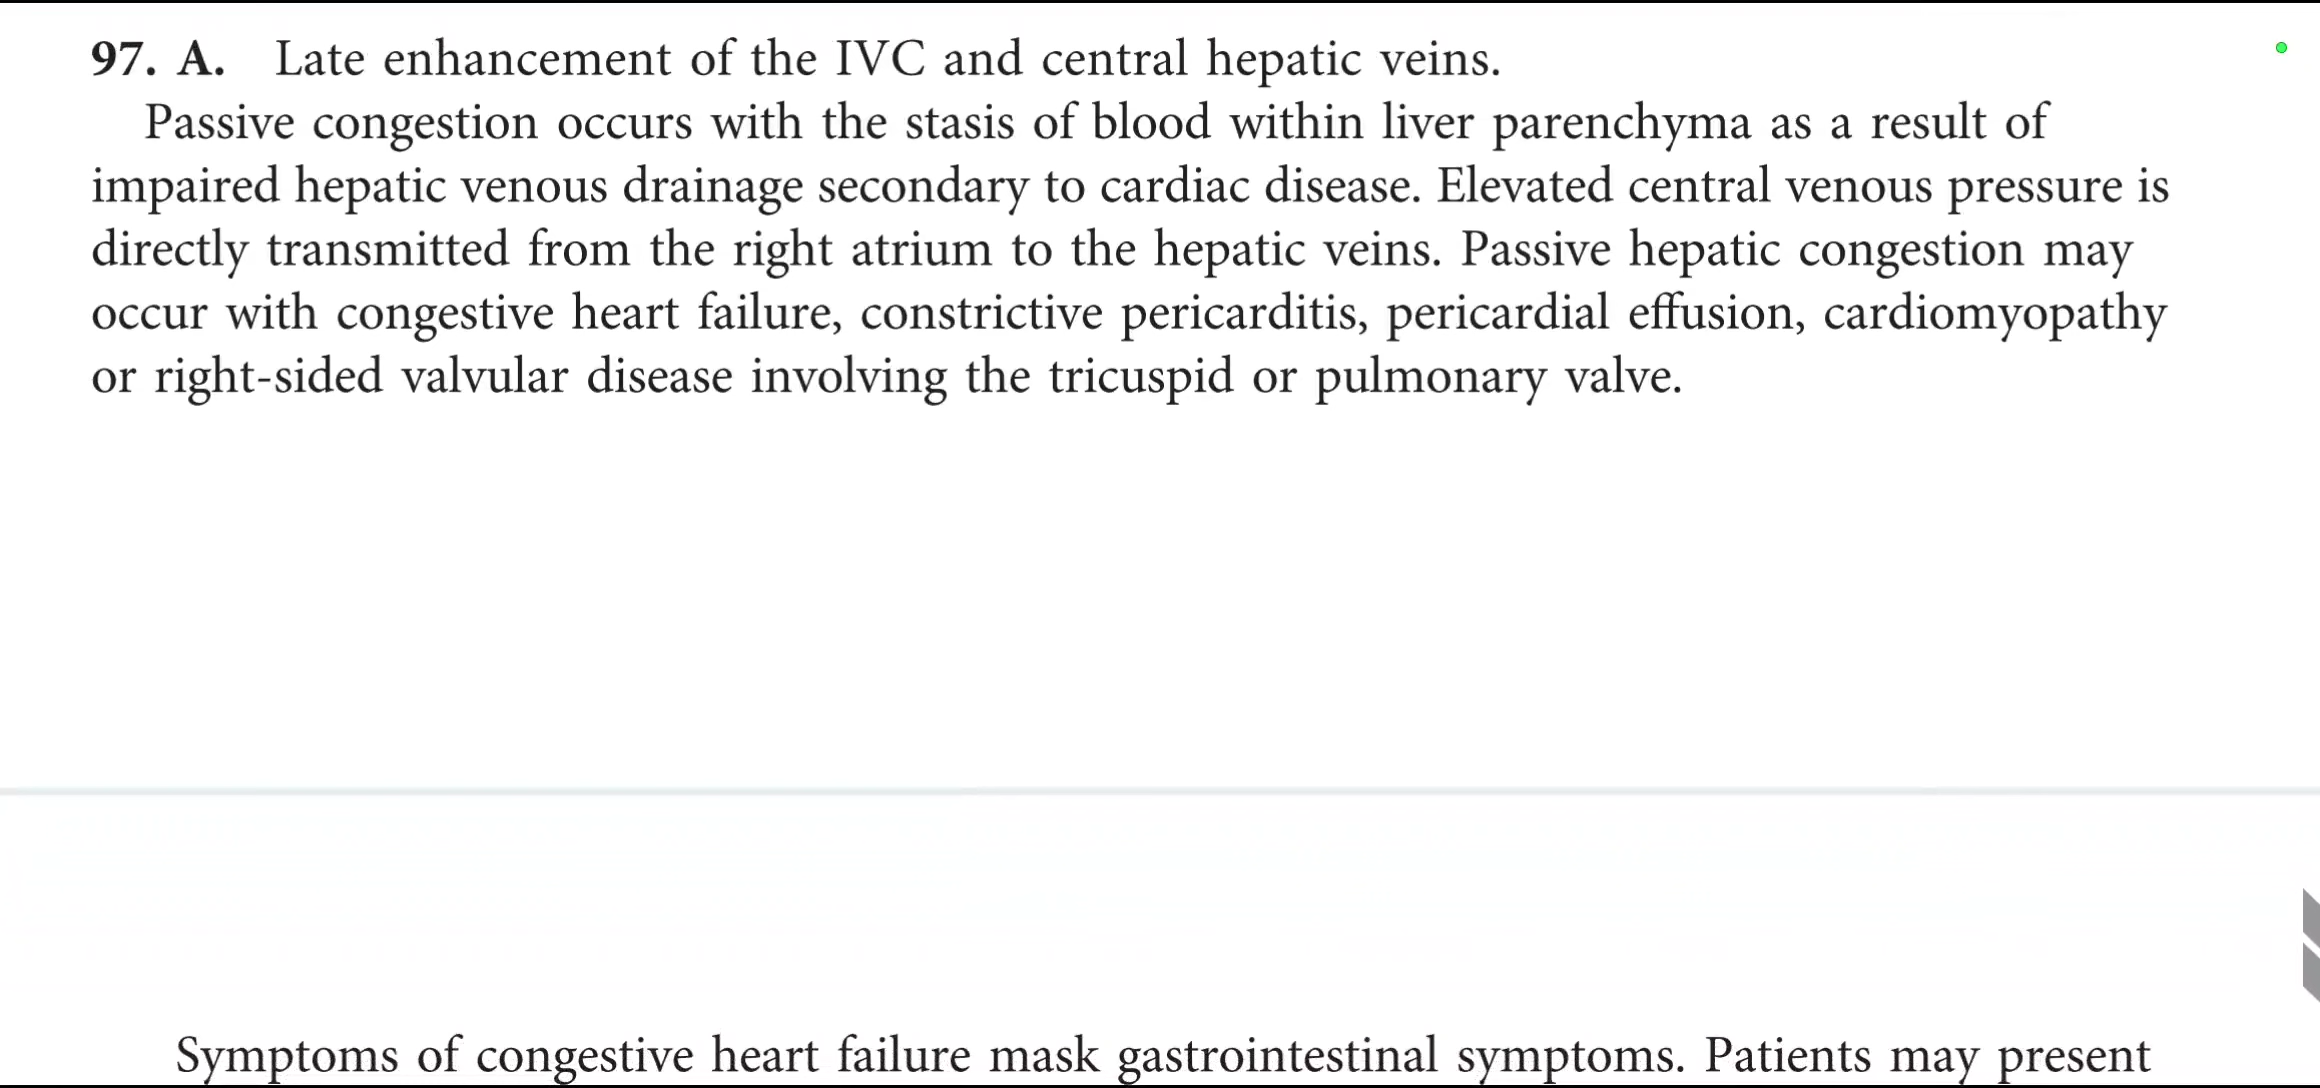 97. A. Late enhancement of the IVC and central hepatic veins.
Passive congestion occurs with the stasis of blood within liver parenchyma as a result of
impaired hepatic venous drainage secondary to cardiac disease. Elevated central venous pressure is
directly transmitted from the right atrium to the hepatic veins. Passive hepatic congestion may
occur with congestive heart failure, constrictive pericarditis, pericardial effusion, cardiomyopathy
or right-sided valvular disease involving the tricuspid or pulmonary valve.
Symptoms of congestive heart failure mask gastrointestinal symptoms. Patients may present